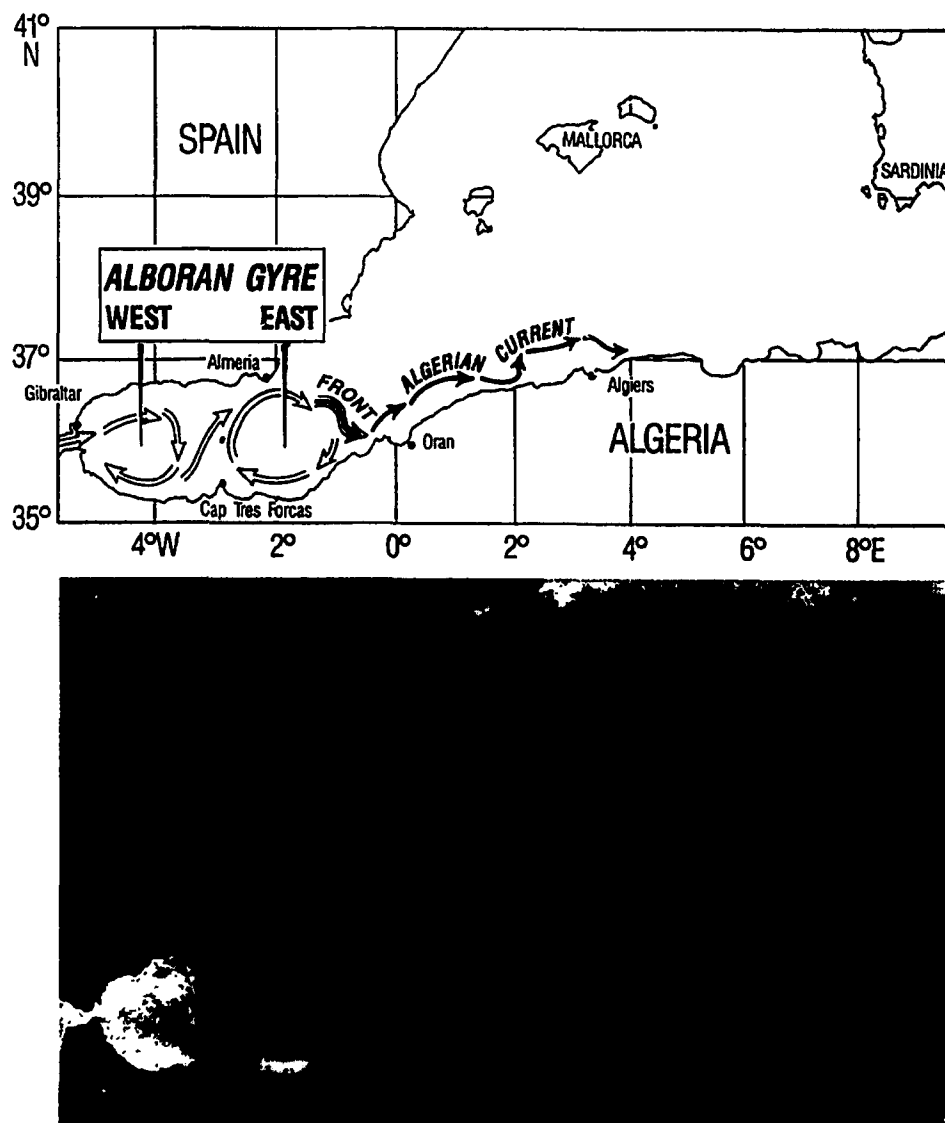 41°
N
SPAIN
MALLORCA
SARDINIA
39°
ALBORAN GYRE
WEST EAST
37°
Almeria
Gibraltar
FRONT
ALGERIAN CURRENT
Algiers
Oran
ALGERIA
Cap Tres Forcas
35°
4°W 2° 0° 2° 4° 6° 8°E